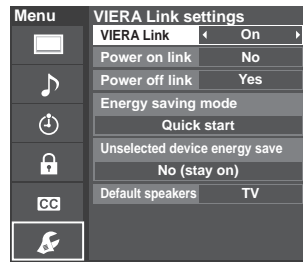 Menu
VIERA Link settings
VIERA Link On
Power on link No
Power off link Yes
Energy saving mode
Quick start
Unselected device energy save
No (stay on)
Default speakers TV
CC